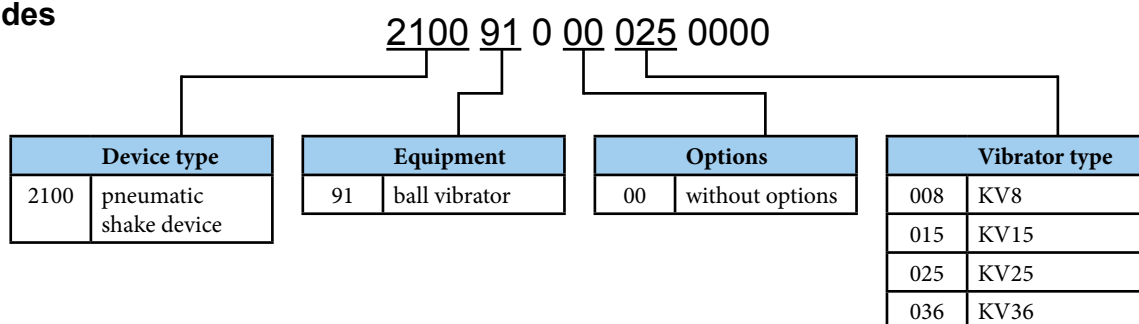 des
2100 91 0 00 025 0000
Device type
2100 pneumatic
shake device
Equipment
91 ball vibrator
Options
00 without options
Vibrator type
008 KV8
015 KV15
025 KV25
036 KV36